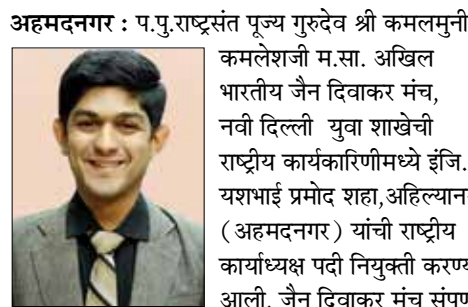 अहमदनगर : प.पु.राष्ट्रसंत पूज्य गुरुदेव श्री कमलमुनी
कमलेशजी म.सा. अखिल
भारतीय जैन दिवाकर मंच,
नवी दिल्ली युवा शाखेची
राष्ट्रीय कार्यकारिणीमध्ये इंजि.
यशभाई प्रमोद शहा,अहिल्यान
(अहमदनगर) यांची राष्ट्रीय
कार्याध्यक्ष पदी नियुक्ती करण्य
आली. जैन दिवाकर मंच संपूण